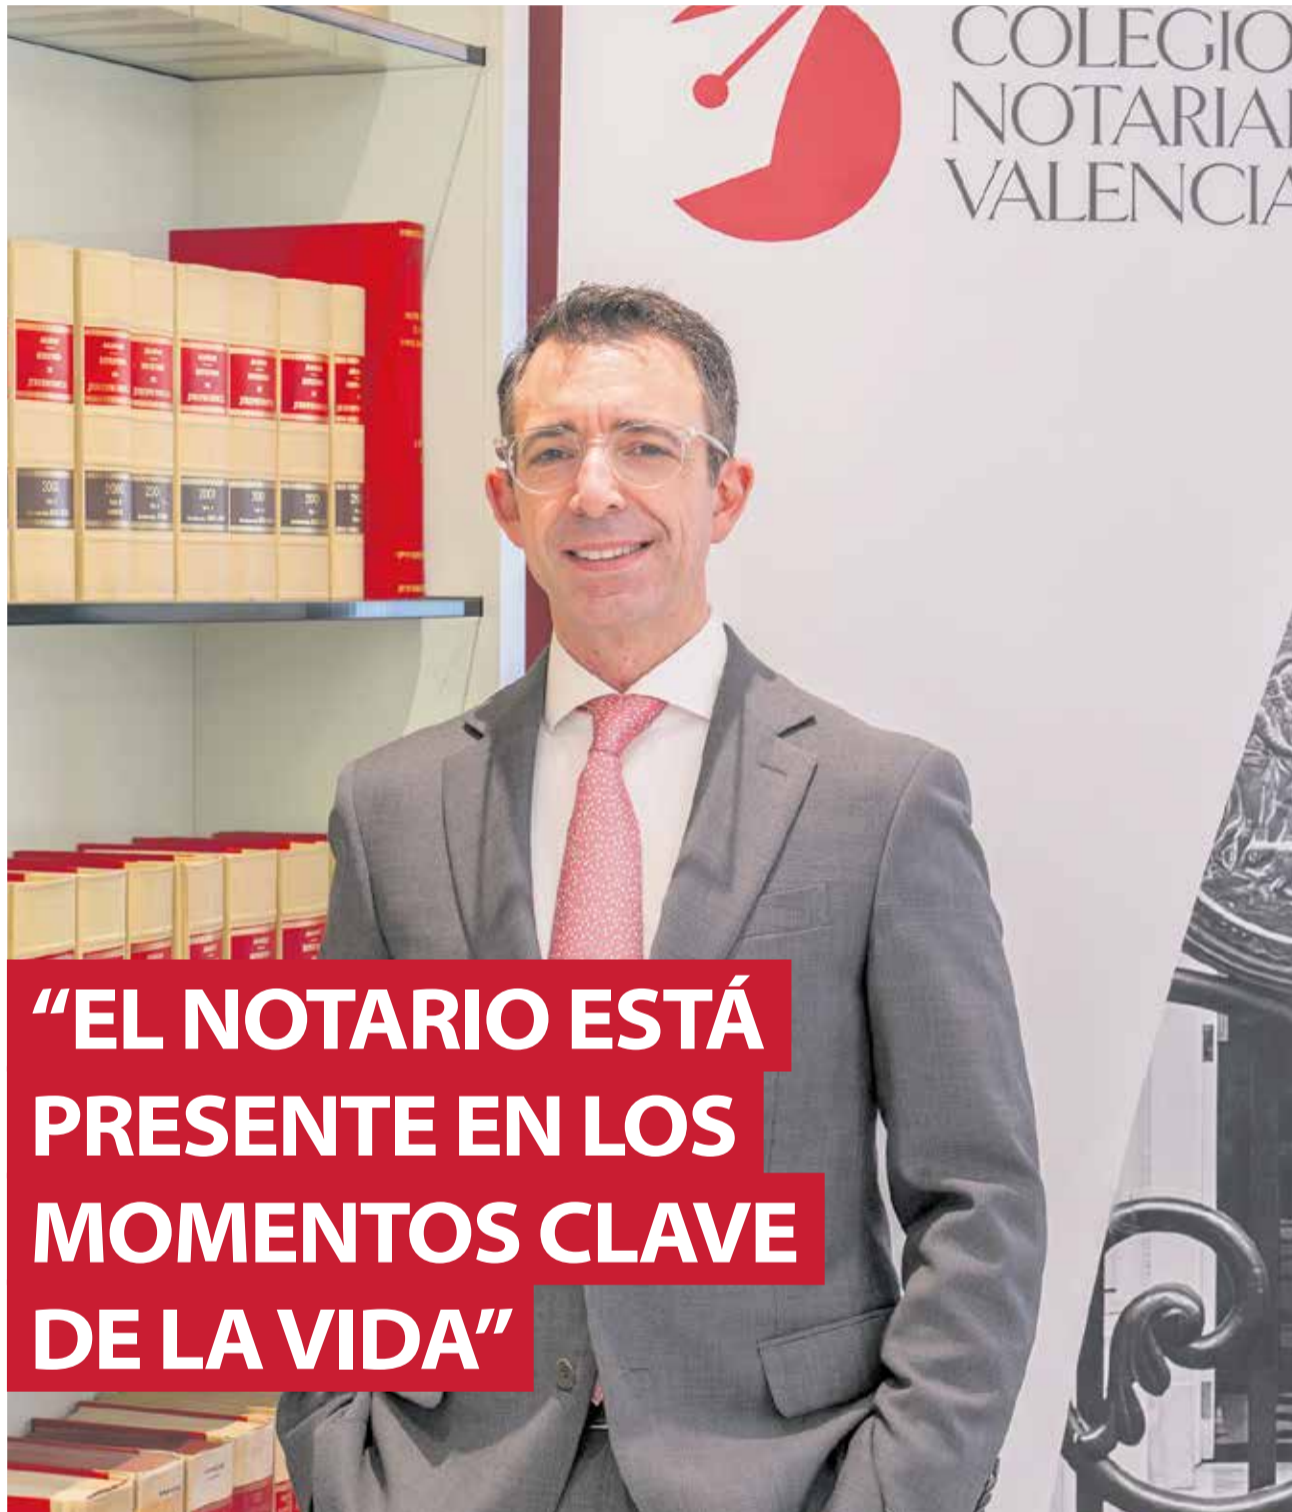 COLEGIO
NOTARIAL
VALENCIA
“EL NOTARIO ESTÁ
PRESENTE EN LOS
MOMENTOS CLAVE
DE LA VIDA”